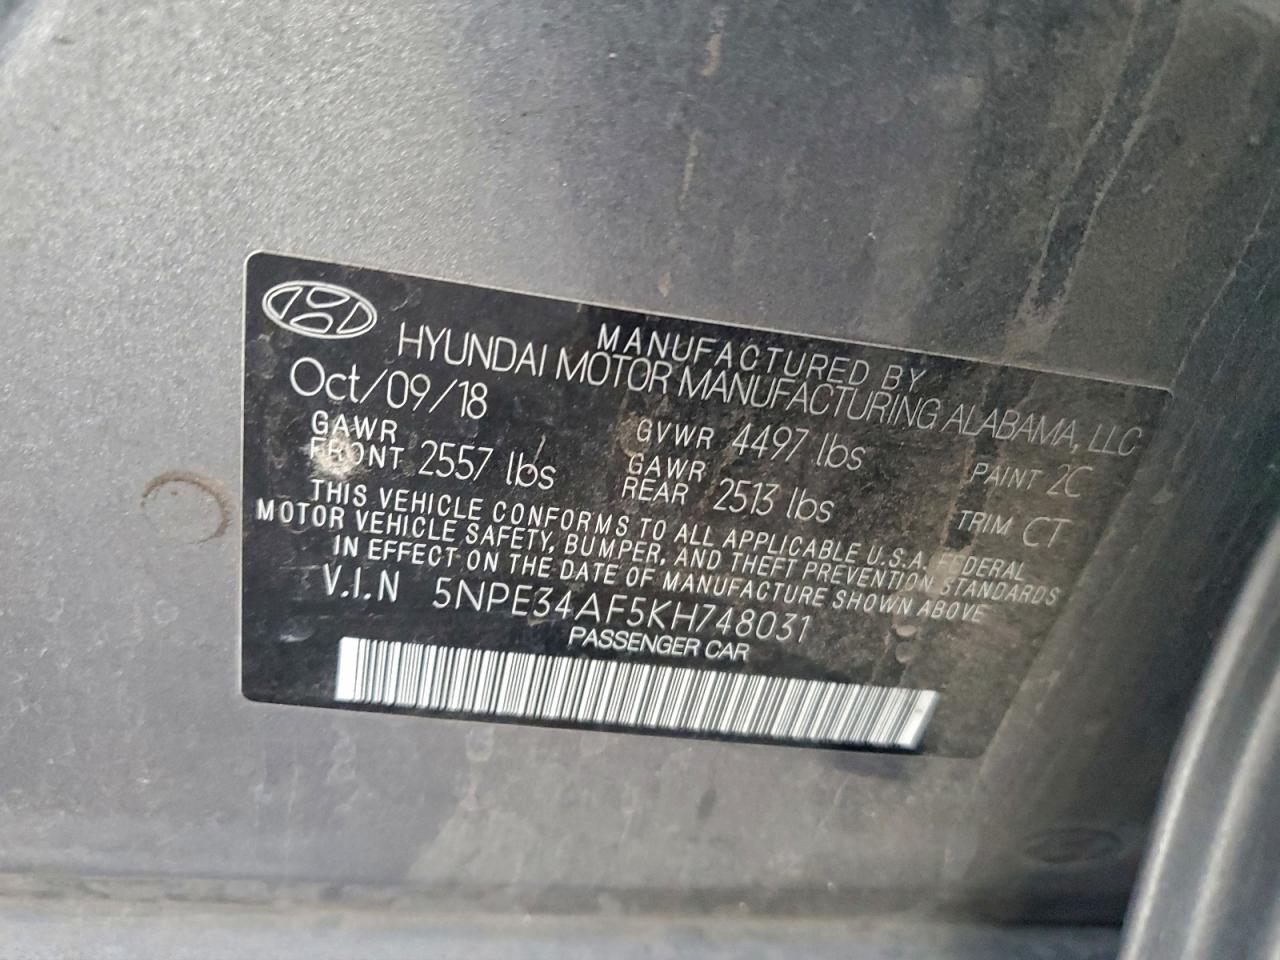 MANUFACTURED BY
HYUNDAI MOTOR MANUFACTURING ALABAMA, LLC
Oct/09/18
GVWR 4497 lbs PAINT 2C
GAWR FRONT 2557 lbs GAWR REAR 2513 lbs TRIM CT
THIS VEHICLE CONFORMS TO ALL APPLICABLE U.S.A. FEDERAL
MOTOR VEHICLE SAFETY, BUMPER, AND THEFT PREVENTION STANDARDS
IN EFFECT ON THE DATE OF MANUFACTURE SHOWN ABOVE
V.I.N 5NPE34AF5KH748031
PASSENGER CAR